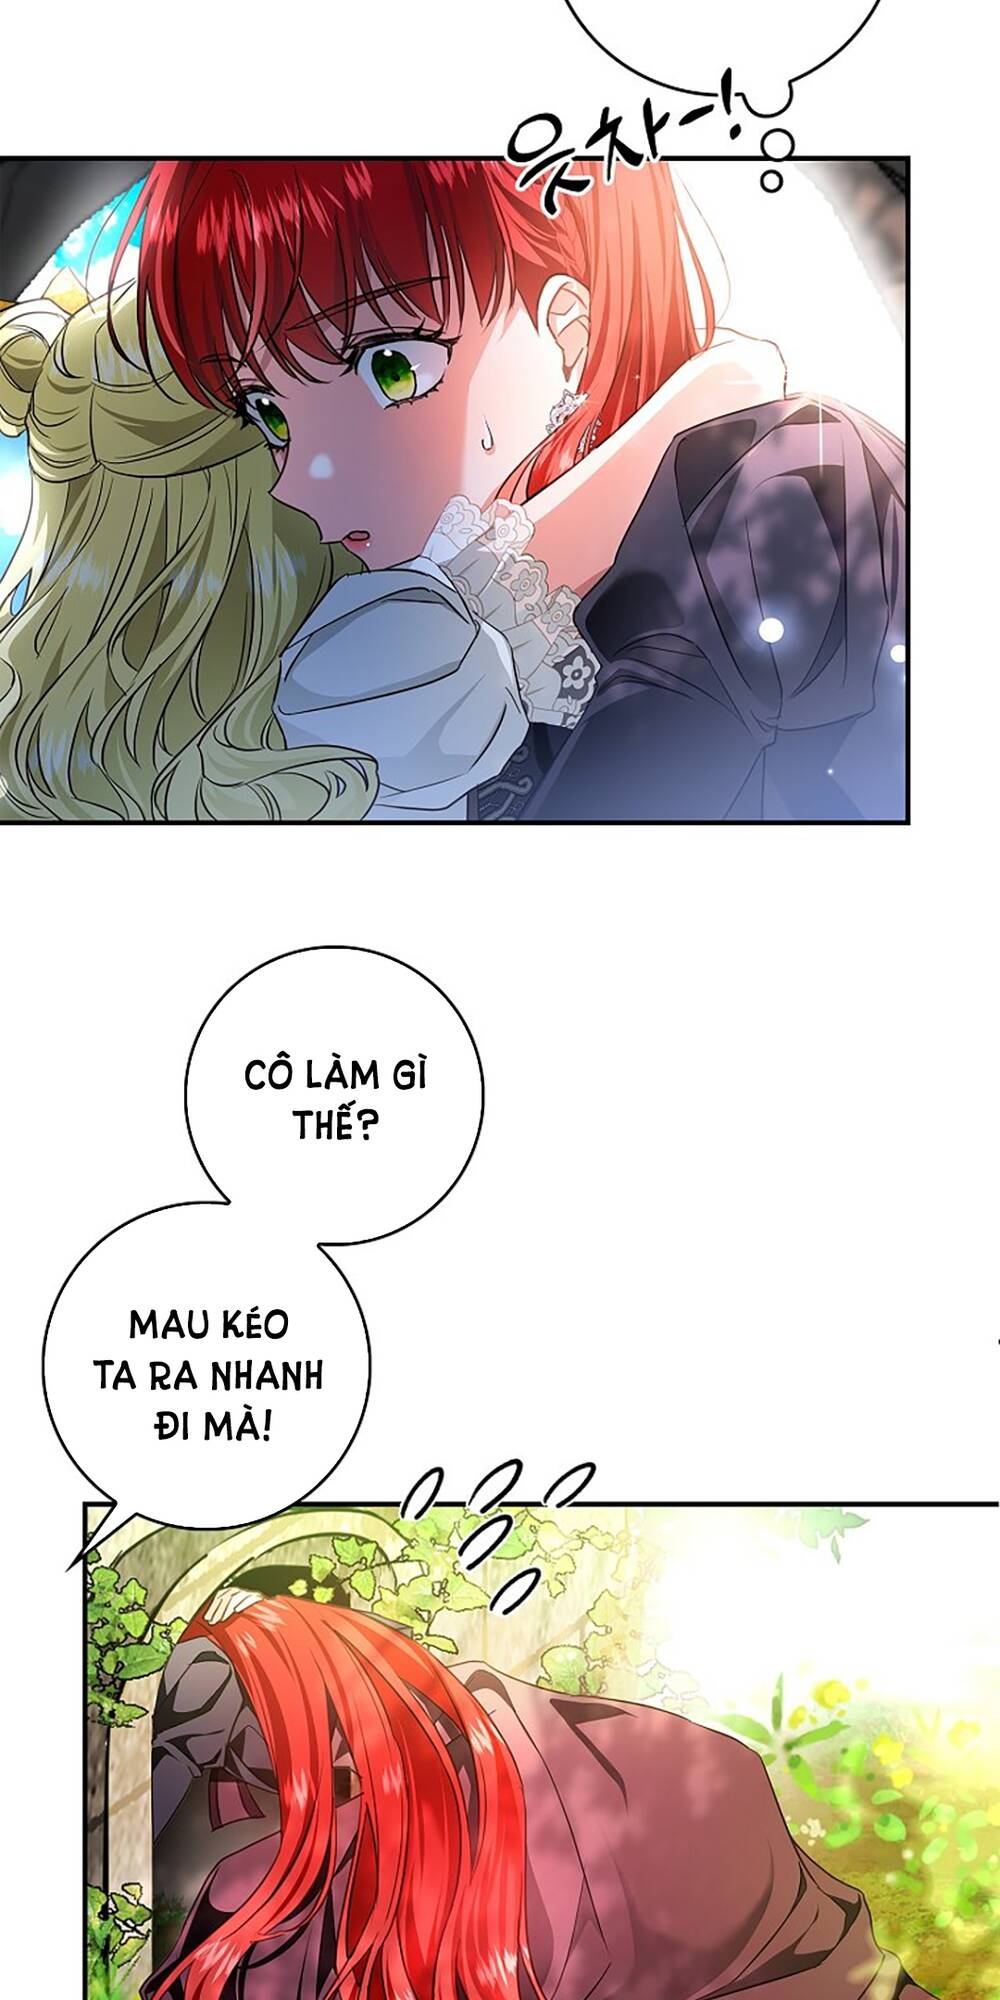 읏차—!
CÔ LÀM GÌ
THẾ?
MAU KÉO
TA RA NHANH
ĐI MÀ!